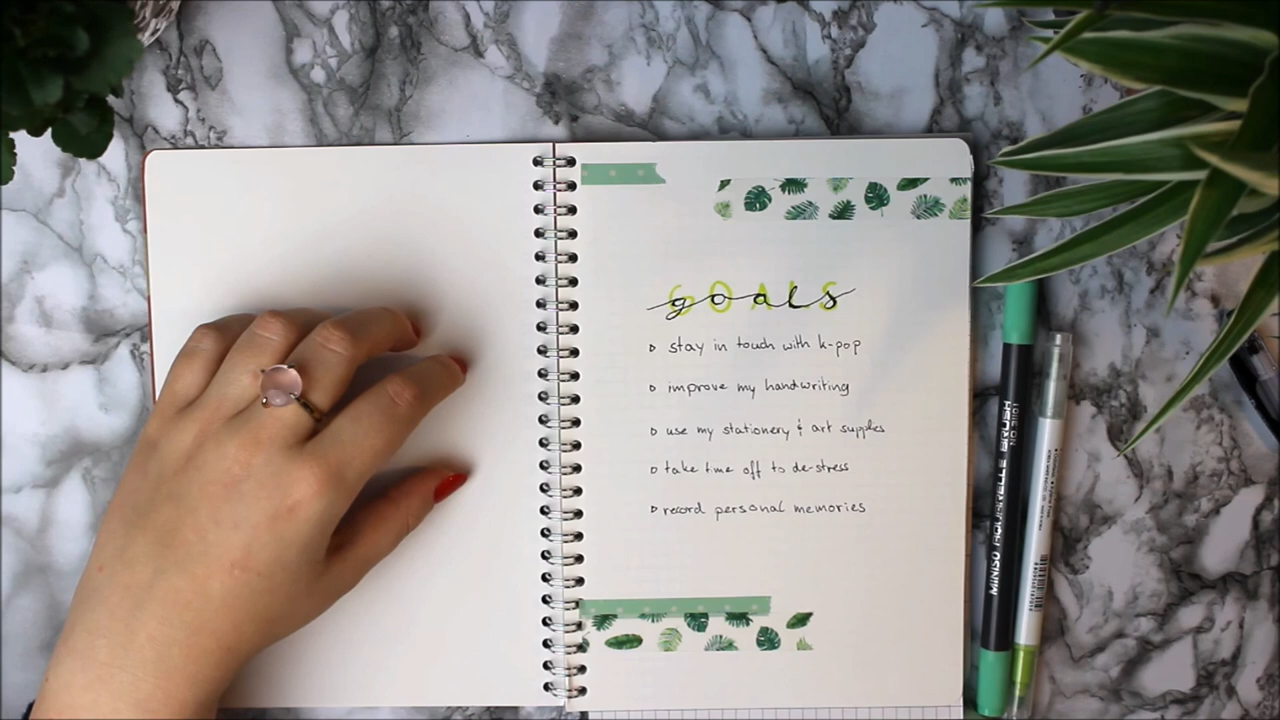 GOALS
goals
▷ stay in touch with k-pop
▷ improve my handwriting
▷ use my stationery & art supplies
▷ take time off to de-stress
▷ record personal memories
MINISO AQUARELLE BRUSH